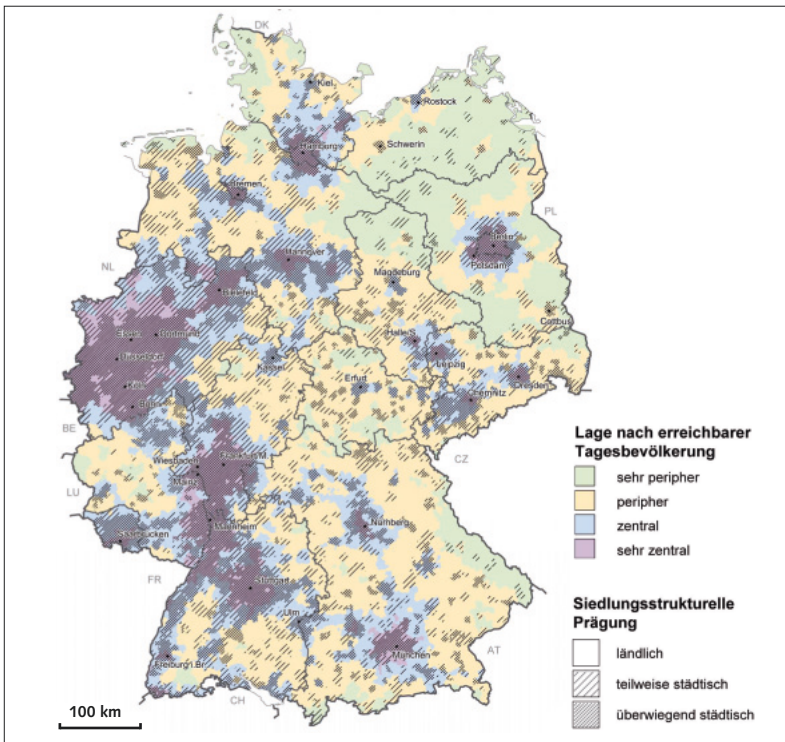 DK
Kiel
Rostock
Hamburg
Schwerin
Bremen
PL
Berlin
NL
Hannover
Potsdam
Bielefeld
Magdeburg
Cottbus
Essen
Dortmund
Halle/S.
Düsseldorf
Leipzig
Kassel
Dresden
Köln
Erfurt
Chemnitz
Bonn
BE
CZ
Wiesbaden
Frankfurt/M.
LU
Mainz
Mannheim
Nürnberg
Saarbrücken
FR
Stuttgart
Ulm
AT
München
Freiburg i.Br.
CH
100 km
Lage nach erreichbarer
Tagesbevölkerung
sehr peripher
peripher
zentral
sehr zentral
Siedlungsstrukturelle
Prägung
ländlich
teilweise städtisch
überwiegend städtisch